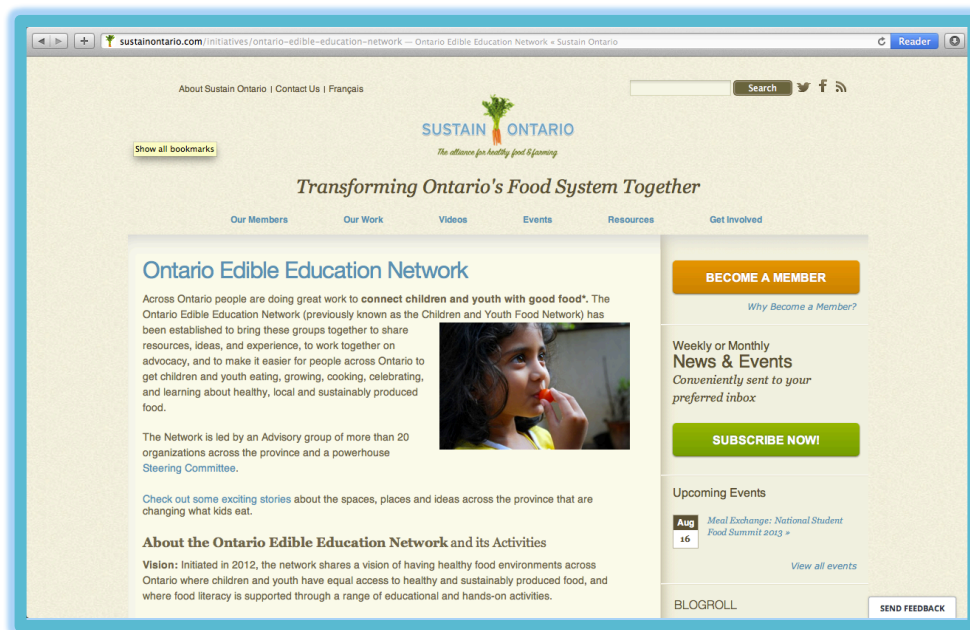 sustainontario.com/initiatives/ontario-edible-education-network — Ontario Edible Education Network « Sustain Ontario
Reader
About Sustain Ontario | Contact Us | Français
Search
SUSTAIN ONTARIO
The alliance for healthy food & farming
Show all bookmarks
Transforming Ontario's Food System Together
Our Members Our Work Videos Events Resources Get Involved
Ontario Edible Education Network
Across Ontario people are doing great work to connect children and youth with good food*. The
Ontario Edible Education Network (previously known as the Children and Youth Food Network) has
been established to bring these groups together to share
resources, ideas, and experience, to work together on
advocacy, and to make it easier for people across Ontario to
get children and youth eating, growing, cooking, celebrating,
and learning about healthy, local and sustainably produced
food.
The Network is led by an Advisory group of more than 20
organizations across the province and a powerhouse
Steering Committee.
Check out some exciting stories about the spaces, places and ideas across the province that are
changing what kids eat.
About the Ontario Edible Education Network and its Activities
Vision: Initiated in 2012, the network shares a vision of having healthy food environments across
Ontario where children and youth have equal access to healthy and sustainably produced food, and
where food literacy is supported through a range of educational and hands-on activities.
BECOME A MEMBER
Why Become a Member?
Weekly or Monthly
News & Events
Conveniently sent to your
preferred inbox
SUBSCRIBE NOW!
Upcoming Events
Aug
16
Meal Exchange: National Student
Food Summit 2013 »
View all events
BLOGROLL
SEND FEEDBACK